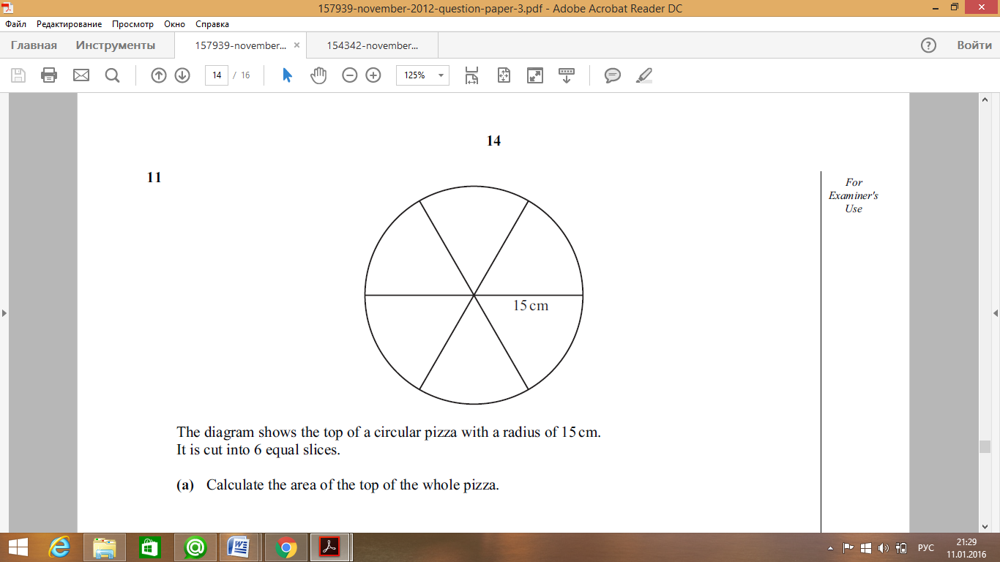 157939-november-2012-question-paper-3.pdf - Adobe Acrobat Reader DC
Файл Редактирование Просмотр Окно Справка
Главная Инструменты 157939-november... × 154342-november... Войти
14 / 16 125%
14
11
For
Examiner's
Use
15 cm
The diagram shows the top of a circular pizza with a radius of 15 cm.
It is cut into 6 equal slices.
(a) Calculate the area of the top of the whole pizza.
РУС
21:29
11.01.2016